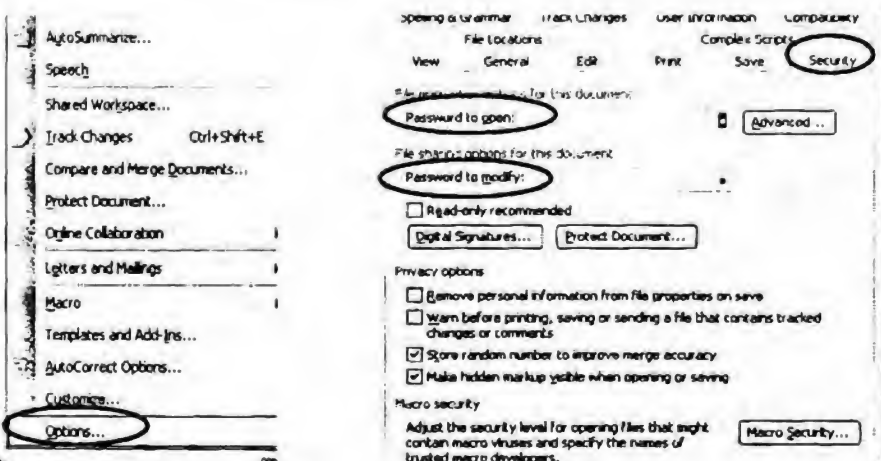 AutoSummarize...
Speech
Shared Workspace...
Track Changes Ctrl+Shift+E
Compare and Merge Documents...
Protect Document...
Online Collaboration
Letters and Mailings
Macro
Templates and Add-Ins...
AutoCorrect Options...
Customize...
Options...
Spelling & Grammar Track Changes User Information Compatibility
File Locations Complex Scripts
View General Edit Print Save Security
for this document
Password to open: Advanced...
File sharing options for this document
Password to modify:
Read-only recommended
Digital Signatures... Protect Document...
Privacy options
Remove personal information from file properties on save
Warn before printing, saving or sending a file that contains tracked
changes or comments
Store random number to improve merge accuracy
Make hidden markup visible when opening or saving
Macro security
Adjust the security level for opening files that might
contain macro viruses and specify the names of
trusted macro developers.
Macro Security...